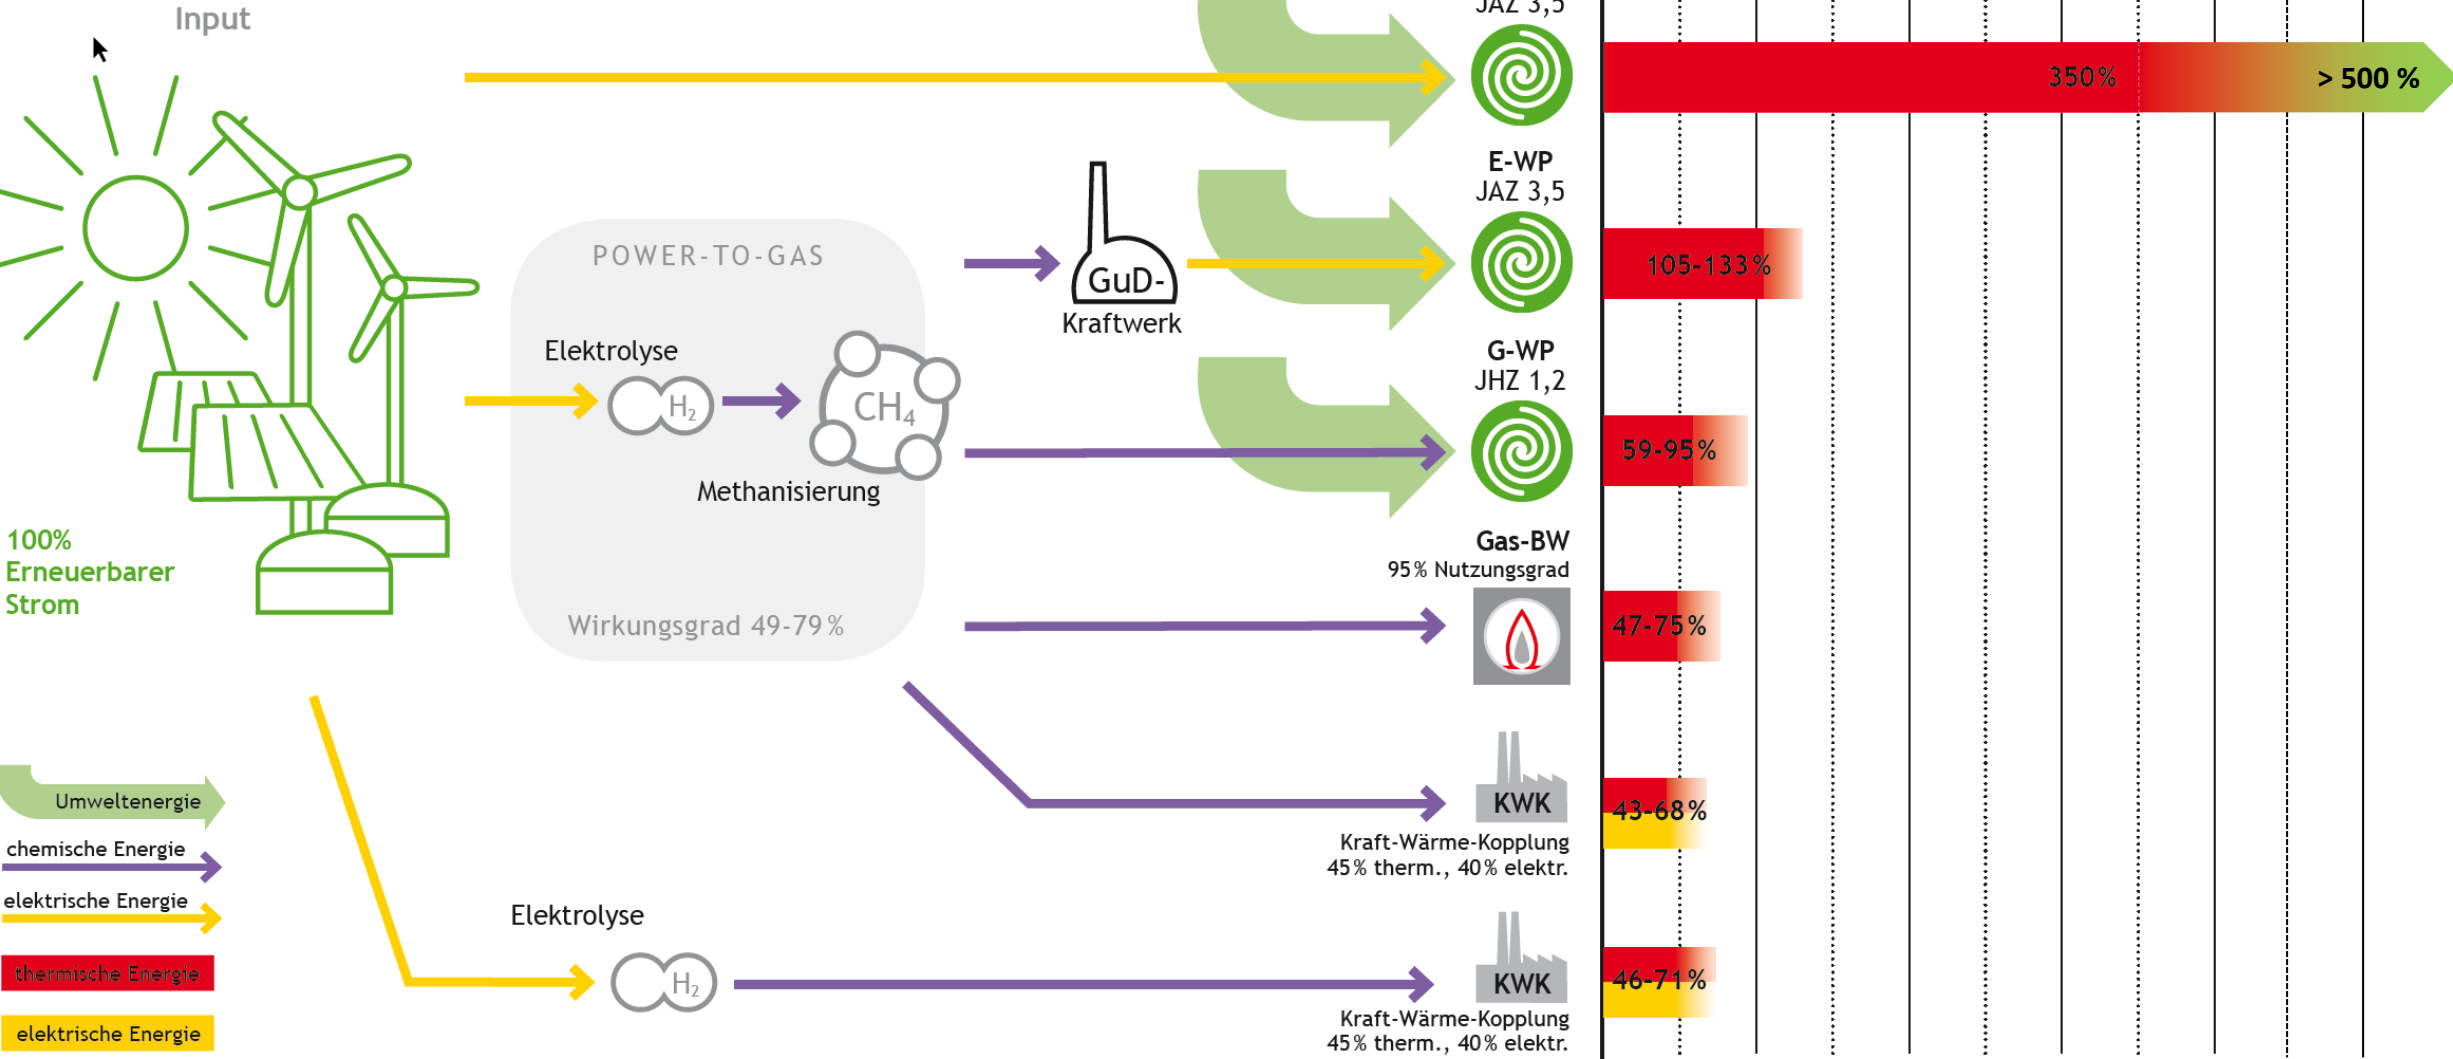 Input
JAZ 3,5
350%
> 500 %
E-WP
JAZ 3,5
POWER-TO-GAS
GuD-
Kraftwerk
105-133%
Elektrolyse
H₂
CH₄
Methanisierung
G-WP
JHZ 1,2
59-95%
100%
Erneuerbarer
Strom
Wirkungsgrad 49-79%
Gas-BW
95% Nutzungsgrad
47-75%
KWK
Kraft-Wärme-Kopplung
45% therm., 40% elektr.
43-68%
Umweltenergie
chemische Energie
elektrische Energie
thermische Energie
elektrische Energie
Elektrolyse
H₂
KWK
Kraft-Wärme-Kopplung
45% therm., 40% elektr.
46-71%